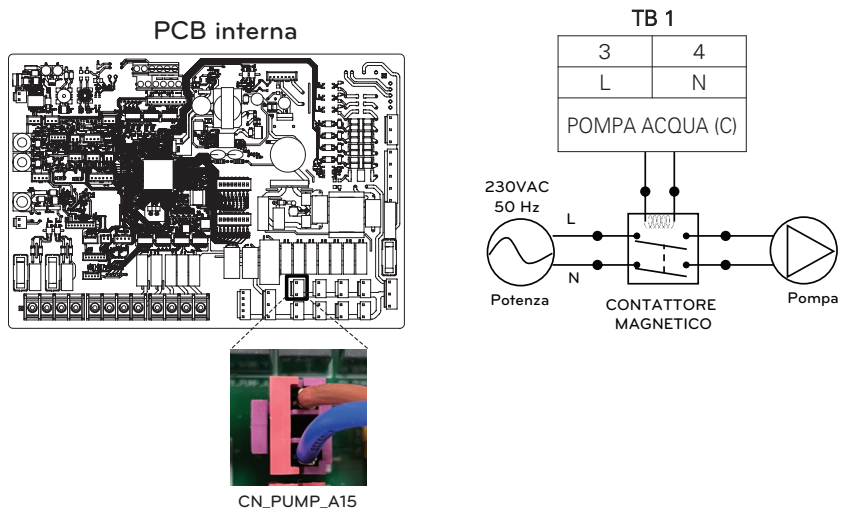 PCB interna
CN_PUMP_A15
TB 1
3 4
L N
POMPA ACQUA (C)
230VAC
50 Hz
L
N
Potenza
CONTATTORE
MAGNETICO
Pompa